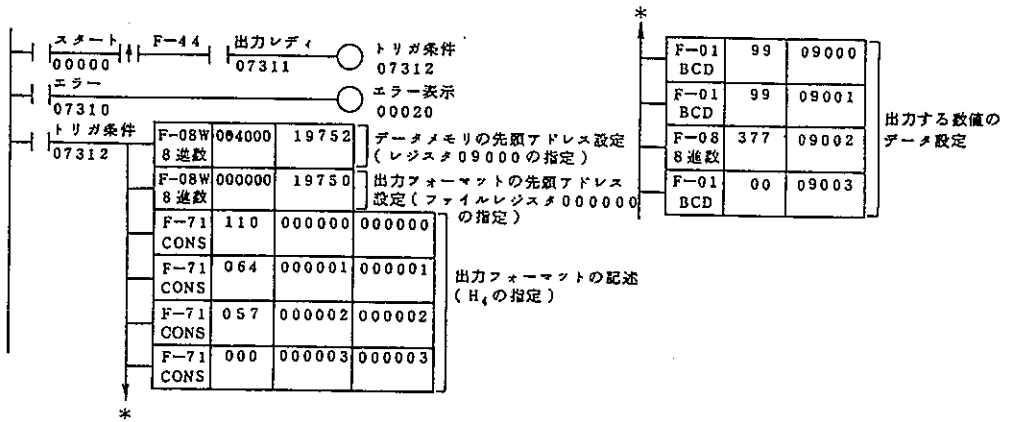 スタート F-44 出力レディ トリガ条件
00000 07311 07312
エラー エラー表示
07310 00020
トリガ条件
07312
F-08W 004000 19752
8進数
データメモリの先頭アドレス設定
(レジスタ09000の指定)
F-08W 000000 19750
8進数
出力フォーマットの先頭アドレス
設定(ファイルレジスタ000000
の指定)
F-71 110 000000 000000
CONS
F-71 064 000001 000001
CONS
F-71 057 000002 000002
CONS
F-71 000 000003 000003
CONS
出力フォーマットの記述
(H₄の指定)
*
*
F-01 99 09000
BCD
F-01 99 09001
BCD
F-08 377 09002
8進数
F-01 00 09003
BCD
出力する数値の
データ設定